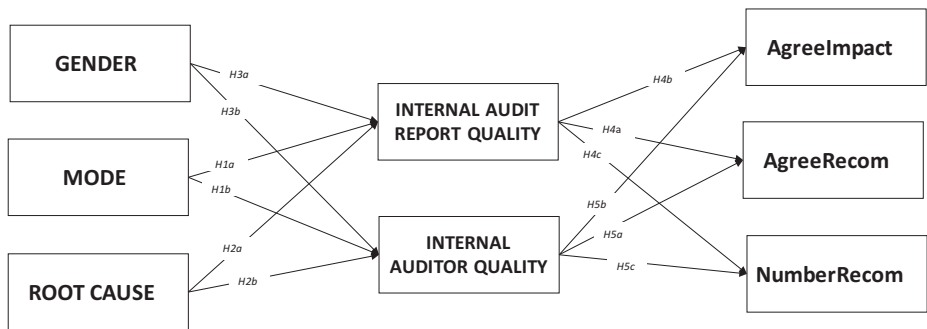 GENDER
MODE
ROOT CAUSE
H3a
H3b
H1a
H1b
H2a
H2b
INTERNAL AUDIT
REPORT QUALITY
INTERNAL
AUDITOR QUALITY
H4b
H4a
H4c
H5b
H5a
H5c
AgreeImpact
AgreeRecom
NumberRecom